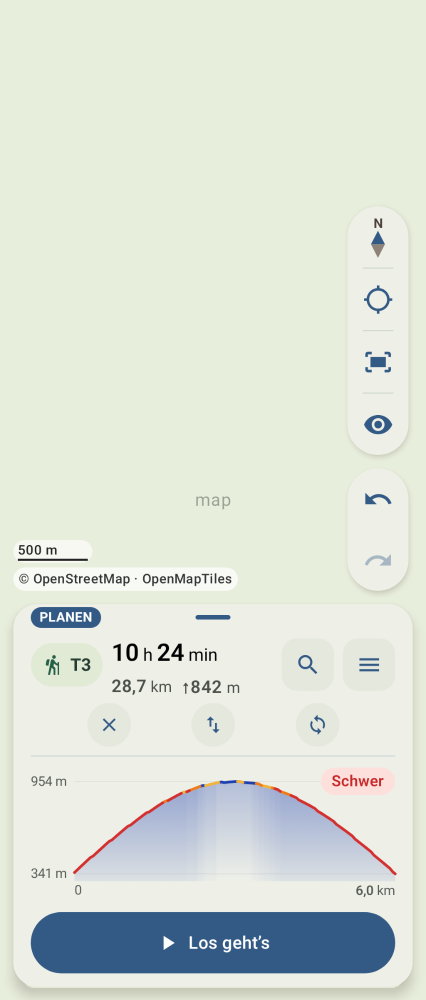 N
map
500 m
© OpenStreetMap · OpenMapTiles
PLANEN
T3
10 h 24 min
28,7 km ↑842 m
954 m
Schwer
341 m
0
6,0 km
Los geht's